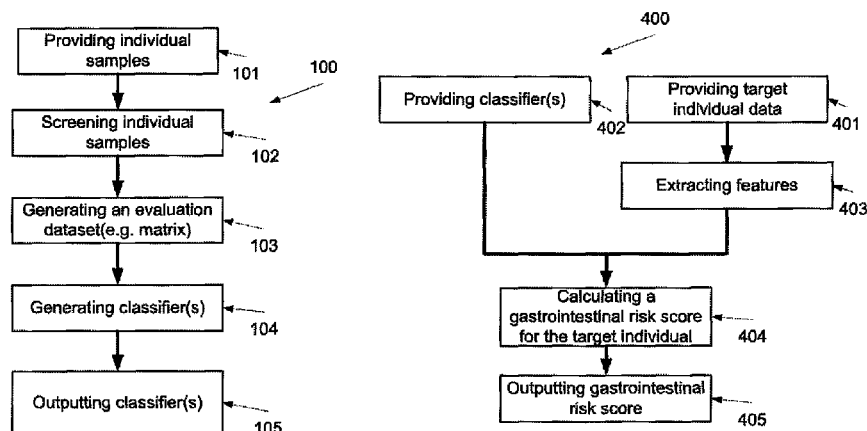 Providing individual
samples
101
100
Screening individual
samples
102
Generating an evaluation
dataset(e.g. matrix)
103
Generating classifier(s)
104
Outputting classifier(s)
105
400
Providing classifier(s)
402
Providing target
individual data
401
Extracting features
403
Calculating a
gastrointestinal risk score
for the target individual
404
Outputting gastrointestinal
risk score
405